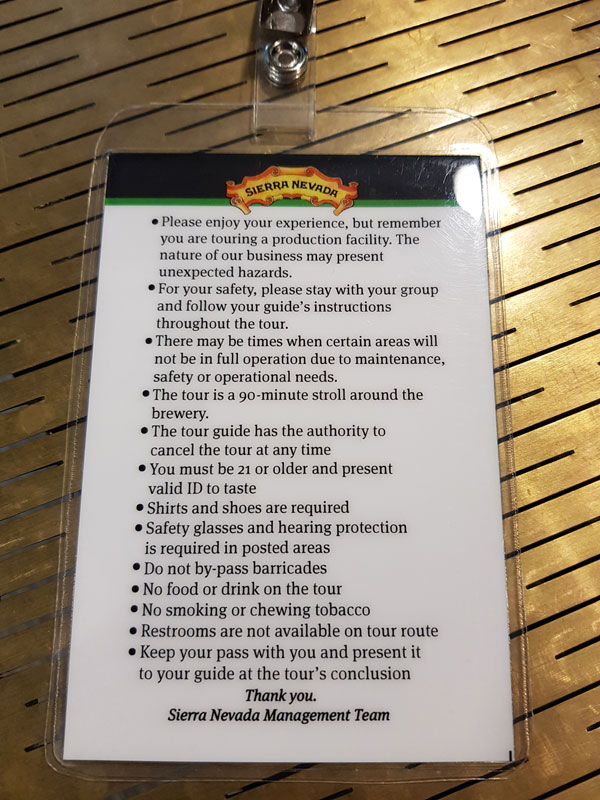 SIERRA NEVADA
• Please enjoy your experience, but remember
you are touring a production facility. The
nature of our business may present
unexpected hazards.
• For your safety, please stay with your group
and follow your guide's instructions
throughout the tour.
• There may be times when certain areas will
not be in full operation due to maintenance,
safety or operational needs.
• The tour is a 90-minute stroll around the
brewery.
• The tour guide has the authority to
cancel the tour at any time
• You must be 21 or older and present
valid ID to taste
• Shirts and shoes are required
• Safety glasses and hearing protection
is required in posted areas
• Do not by-pass barricades
• No food or drink on the tour
• No smoking or chewing tobacco
• Restrooms are not available on tour route
• Keep your pass with you and present it
to your guide at the tour's conclusion
Thank you.
Sierra Nevada Management Team